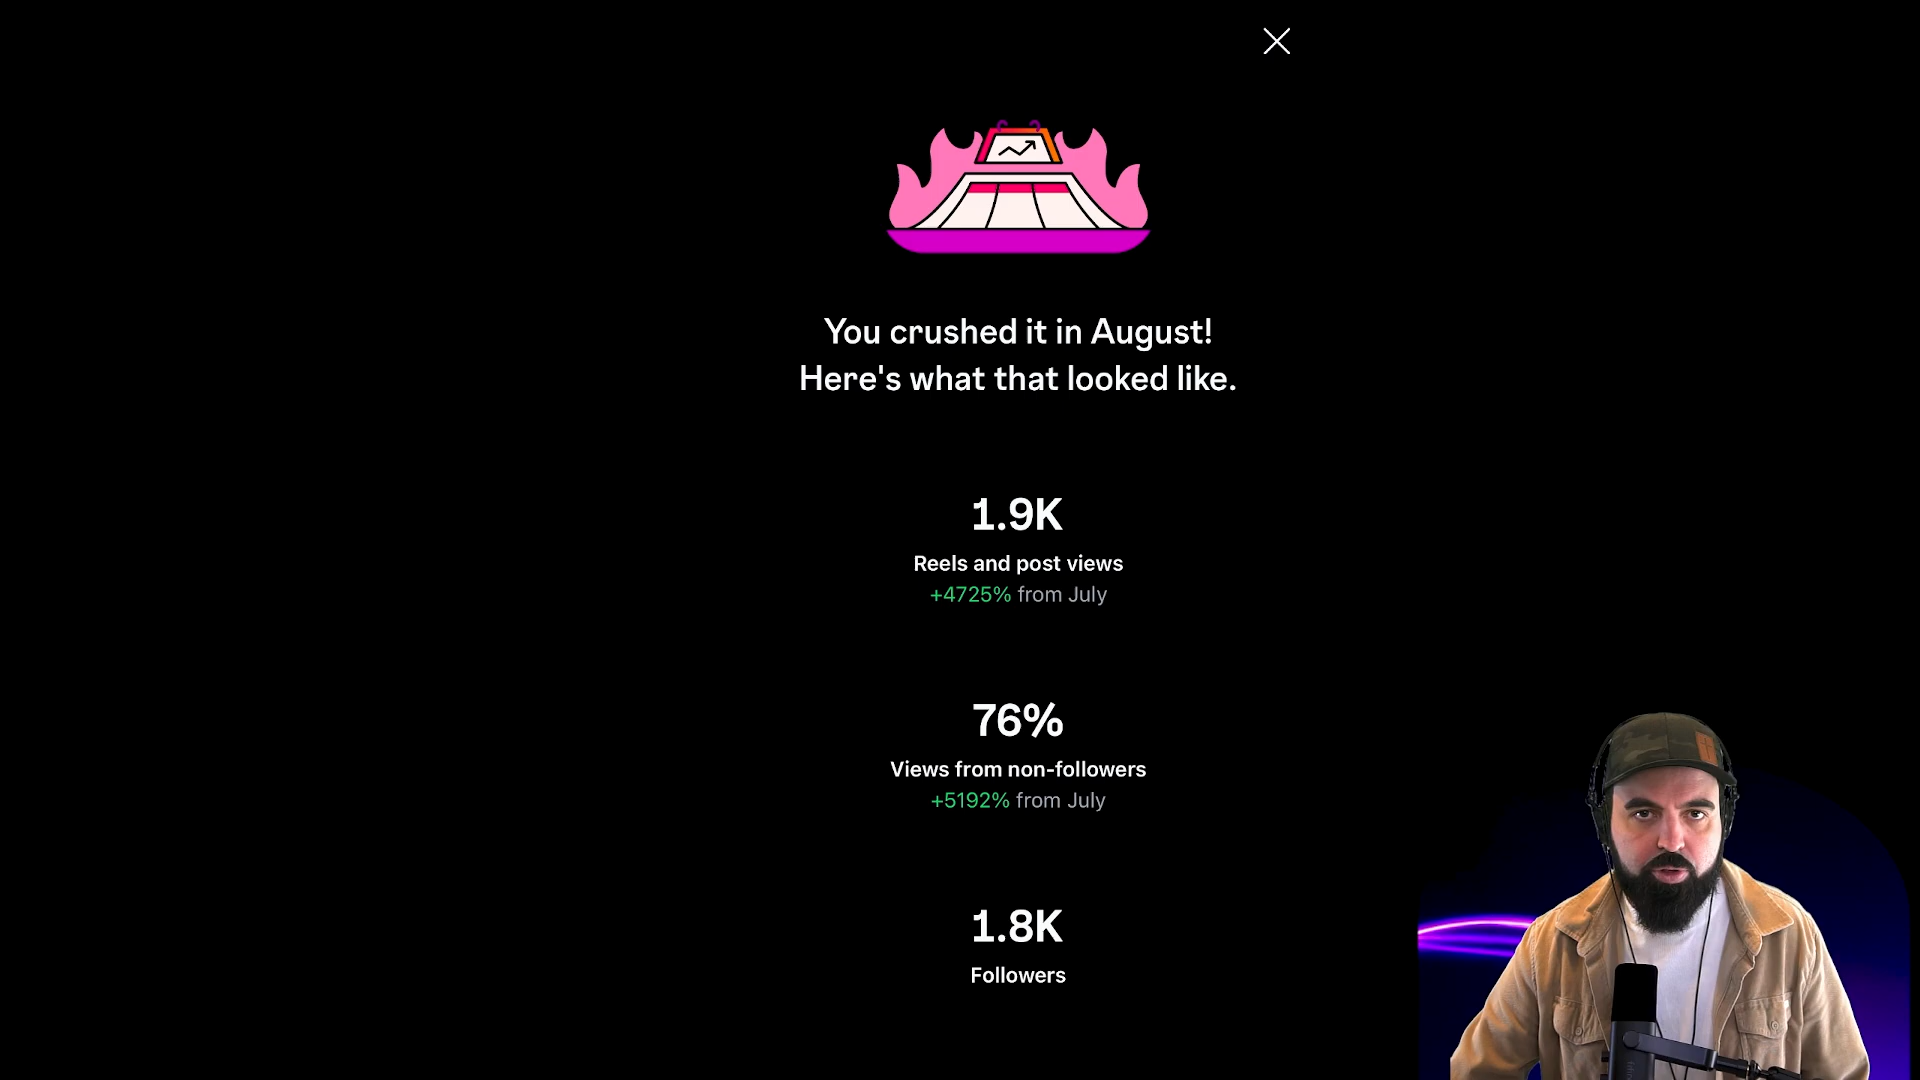 You crushed it in August!
Here's what that looked like.
1.9K
Reels and post views
+4725% from July
76%
Views from non-followers
+5192% from July
1.8K
Followers